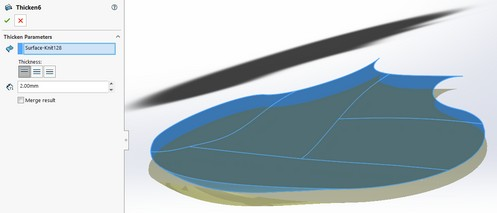 Thicken6
Thicken Parameters
Surface-Knit128
Thickness:
2.00mm
Merge result